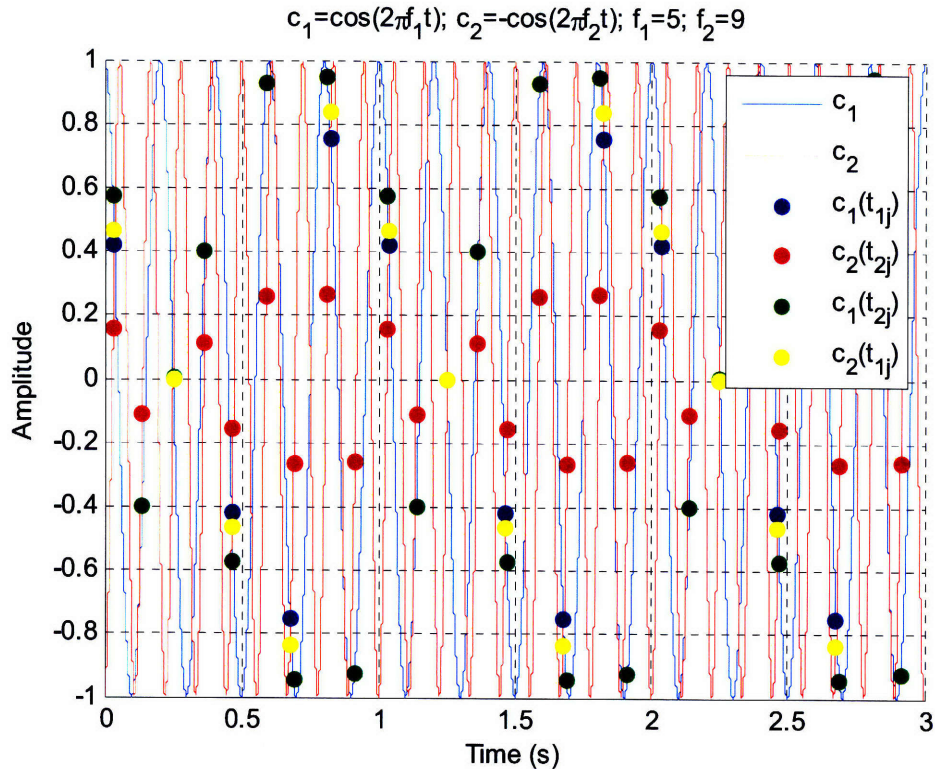 c₁=cos(2πf₁t); c₂=-cos(2πf₂t); f₁=5; f₂=9
1
0.8
0.6
0.4
0.2
0
-0.2
-0.4
-0.6
-0.8
-1
Amplitude
c₁
c₂
c₁(t₁ⱼ)
c₂(t₂ⱼ)
c₁(t₂ⱼ)
c₂(t₁ⱼ)
0 0.5 1 1.5 2 2.5 3
Time (s)